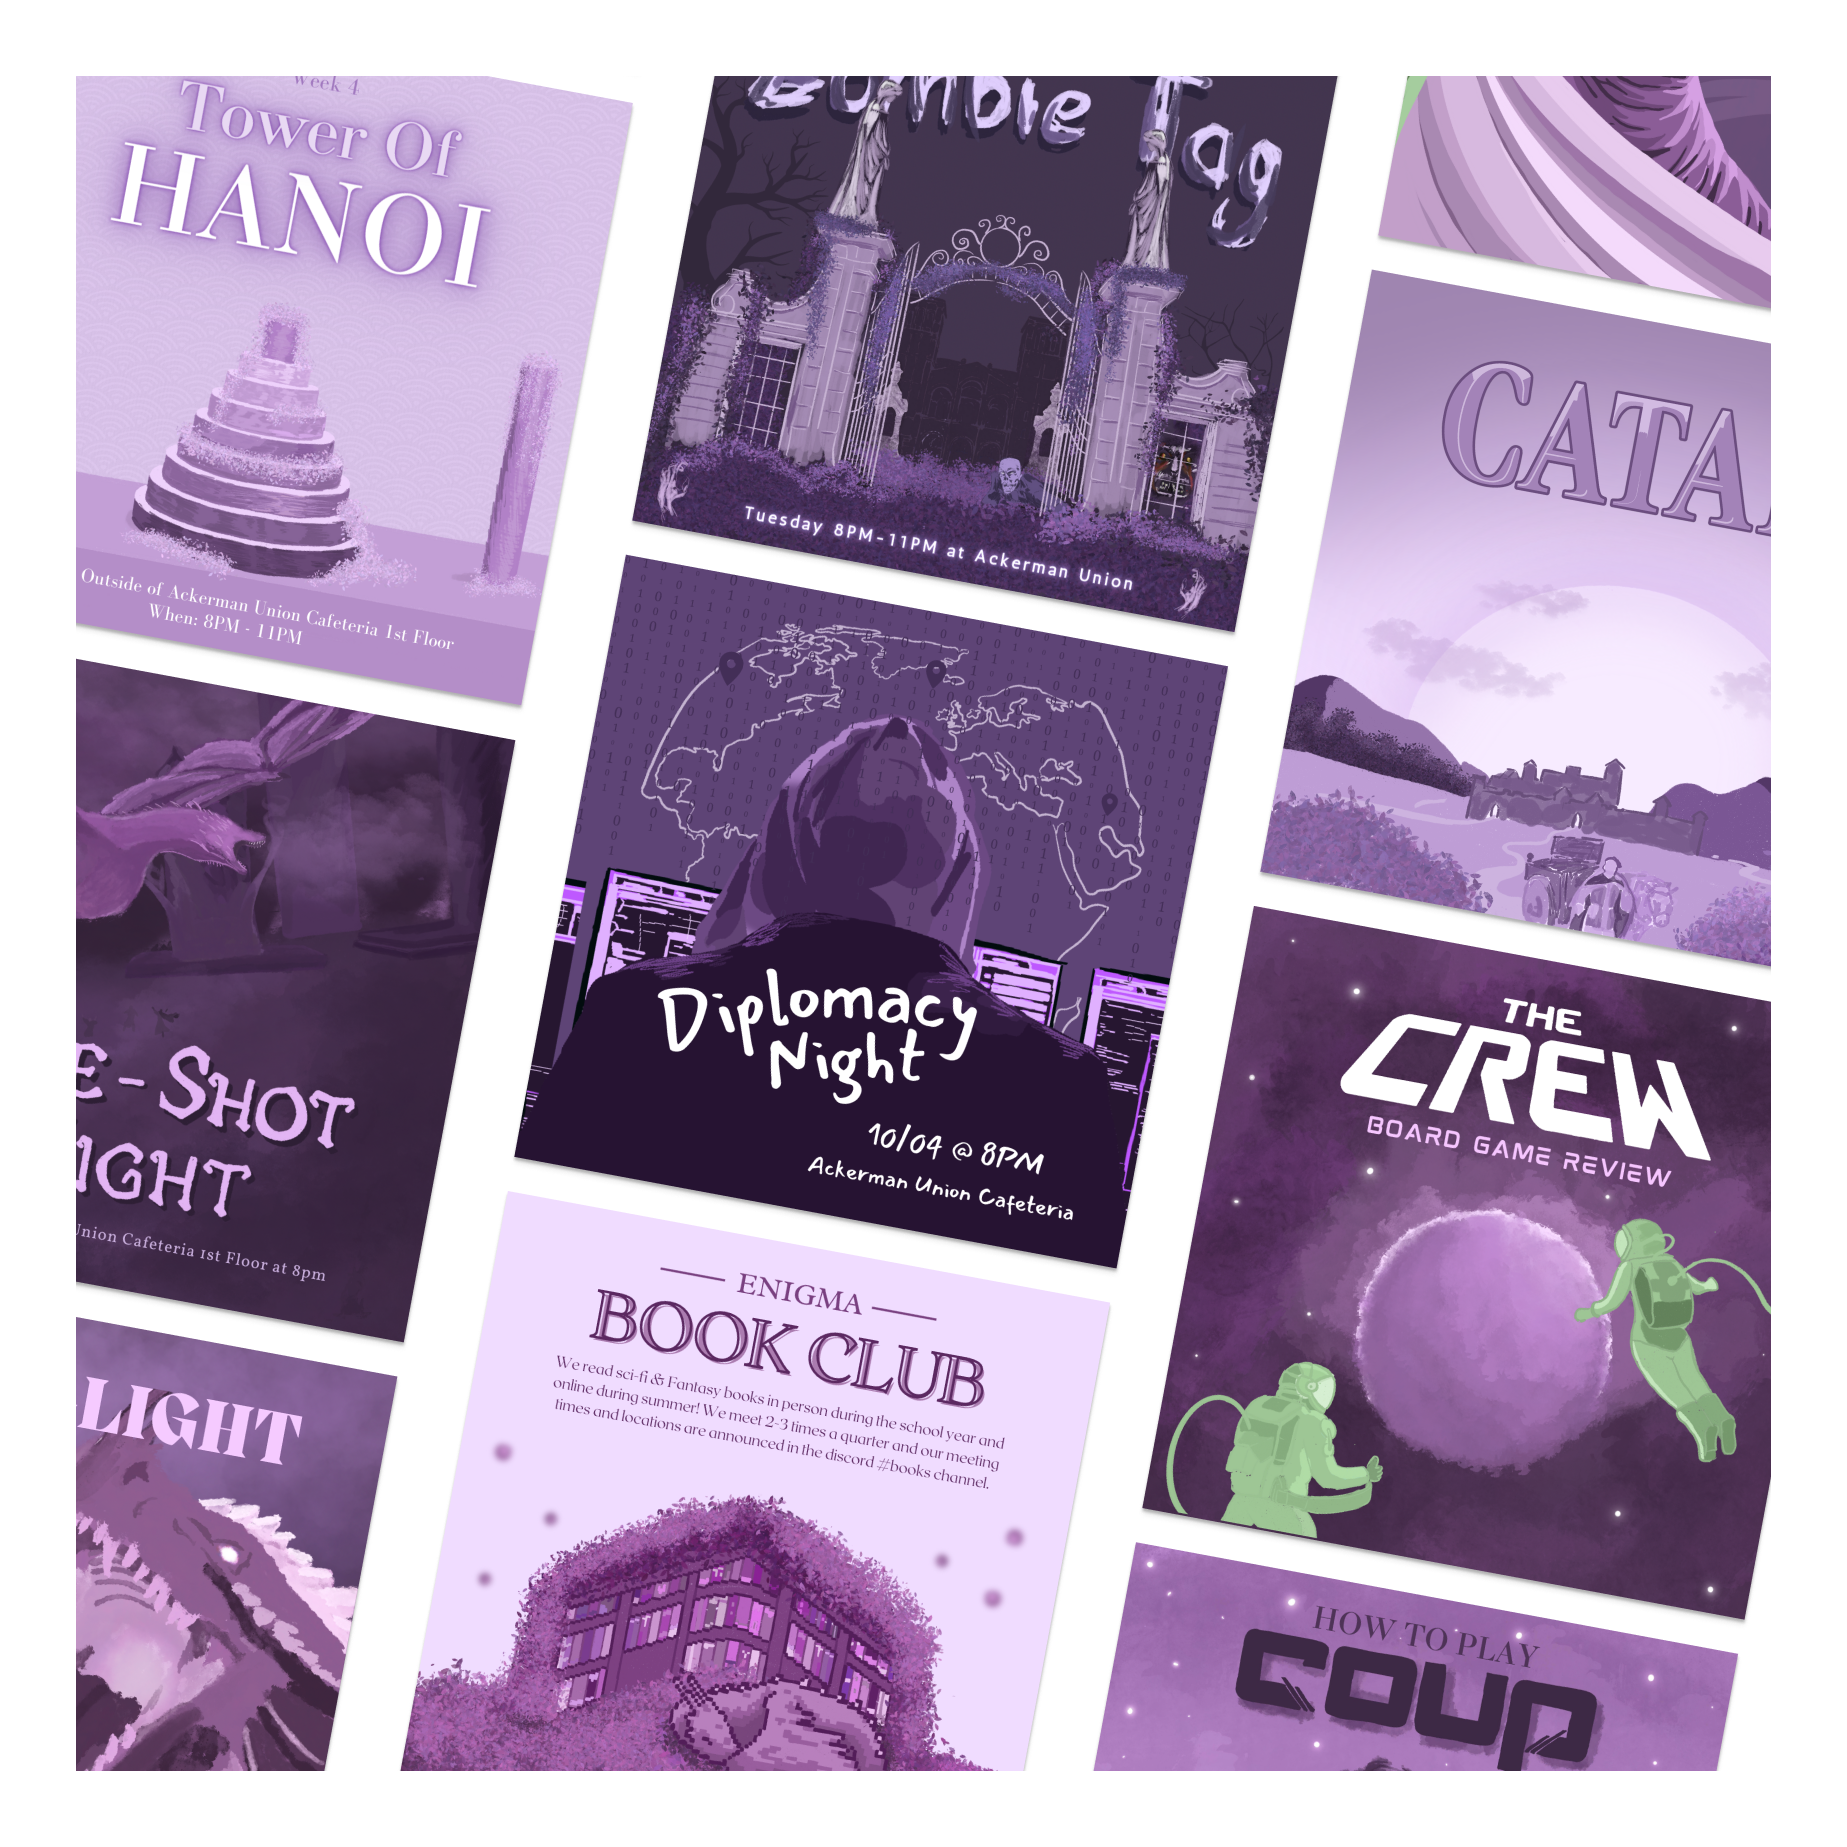 Week 4
Tower Of
HANOI
Outside of Ackerman Union Cafeteria 1st Floor
When: 8PM - 11PM
E - SHOT
IGHT
Union Cafeteria 1st Floor at 8pm
LIGHT
Zombie Tag
Tuesday 8PM-11PM at Ackerman Union
Diplomacy
Night
10/04 @ 8PM
Ackerman Union Cafeteria
ENIGMA
BOOK CLUB
We read sci-fi & Fantasy books in person during the school year and
online during summer! We meet 2-3 times a quarter and our meeting
times and locations are announced in the discord #books channel.
CATA
THE
CREW
BOARD GAME REVIEW
HOW TO PLAY
COUP